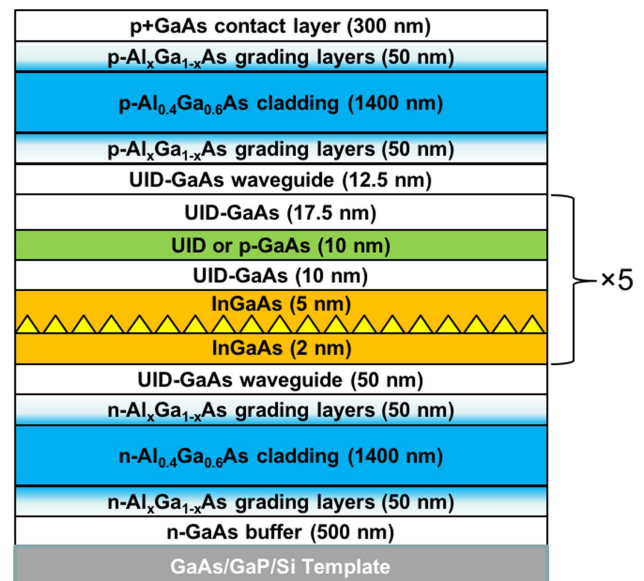 p+GaAs contact layer (300 nm)
p-AlxGa1-xAs grading layers (50 nm)
p-Al0.4Ga0.6As cladding (1400 nm)
p-AlxGa1-xAs grading layers (50 nm)
UID-GaAs waveguide (12.5 nm)
UID-GaAs (17.5 nm)
UID or p-GaAs (10 nm)
UID-GaAs (10 nm)
InGaAs (5 nm)
InGaAs (2 nm)
×5
UID-GaAs waveguide (50 nm)
n-AlxGa1-xAs grading layers (50 nm)
n-Al0.4Ga0.6As cladding (1400 nm)
n-AlxGa1-xAs grading layers (50 nm)
n-GaAs buffer (500 nm)
GaAs/GaP/Si Template